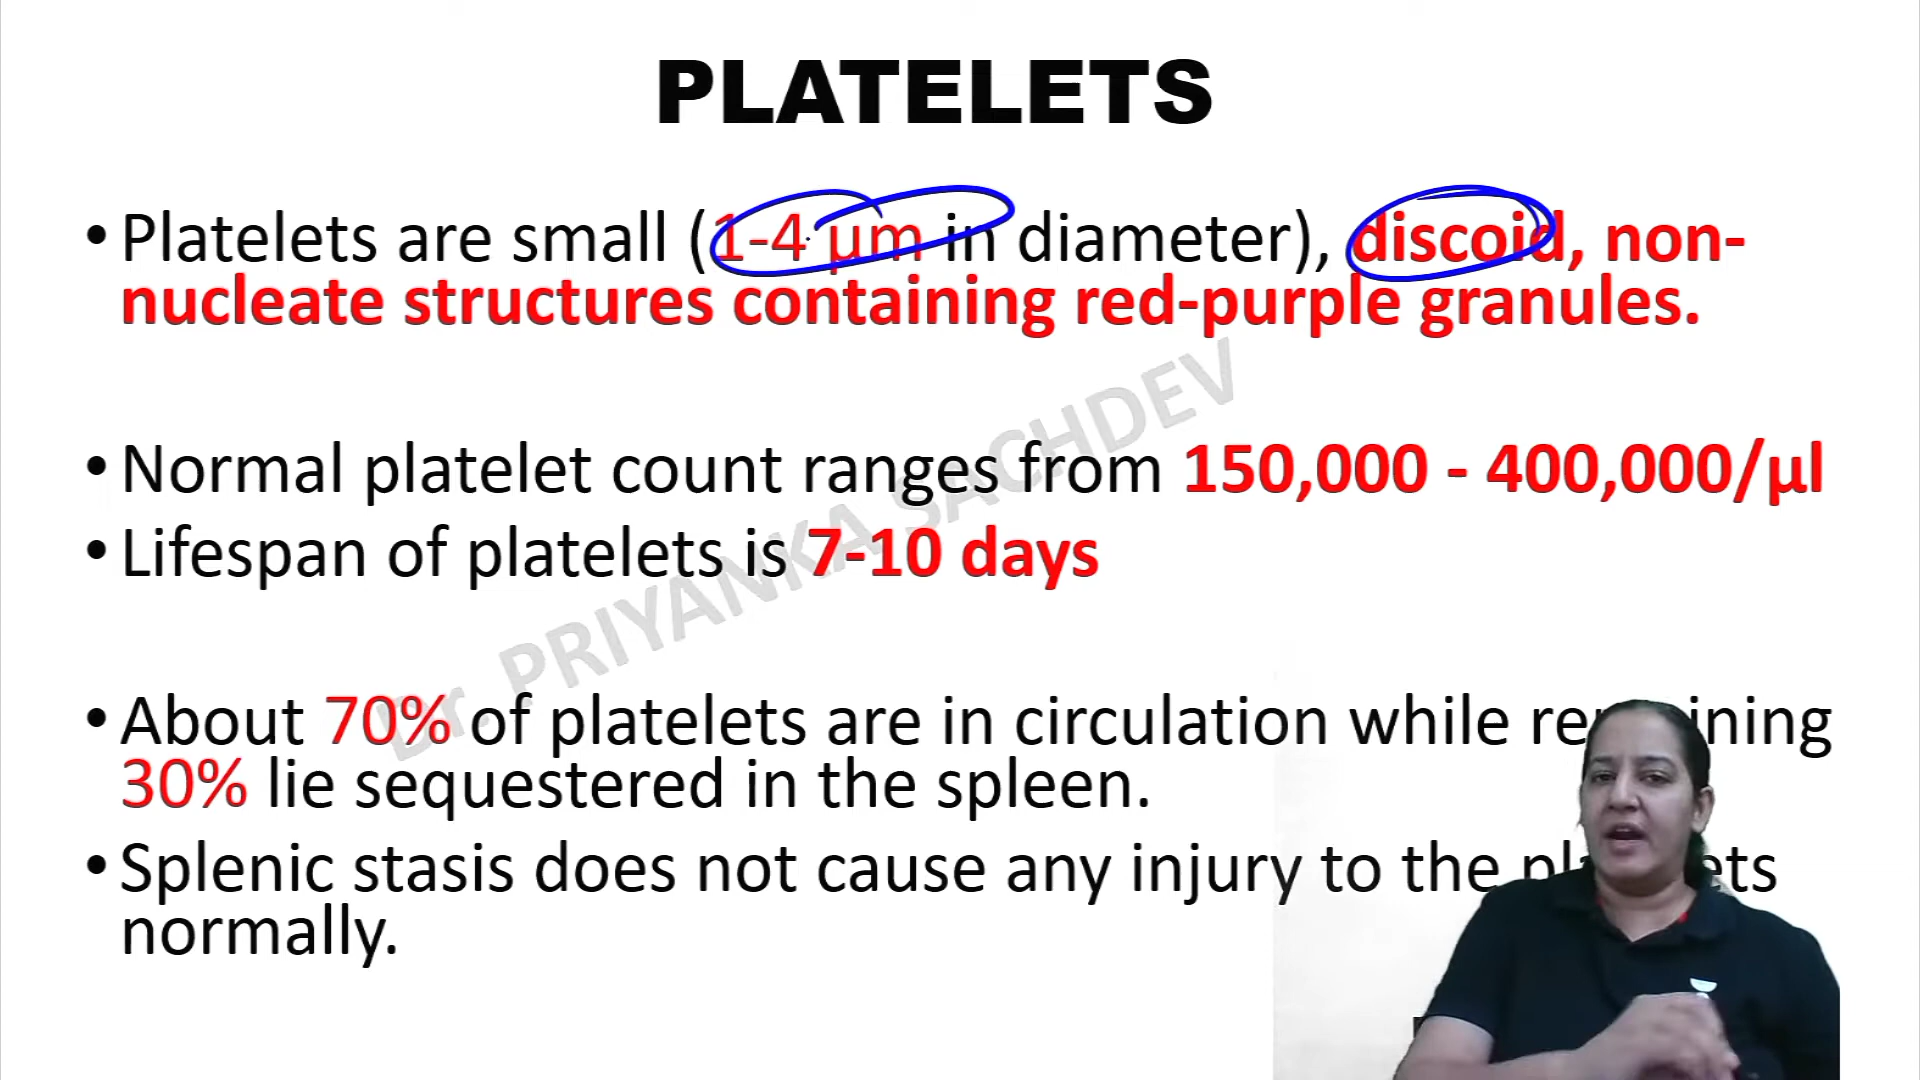 PLATELETS
• Platelets are small (1-4 µm in diameter), discoid, non-
nucleate structures containing red-purple granules.
• Normal platelet count ranges from 150,000 - 400,000/µl
• Lifespan of platelets is 7-10 days
• About 70% of platelets are in circulation while
30% lie sequestered in the spleen.
• Splenic stasis does not cause any injury to the
normally.
Dr. PRIYANKA SACHDEV